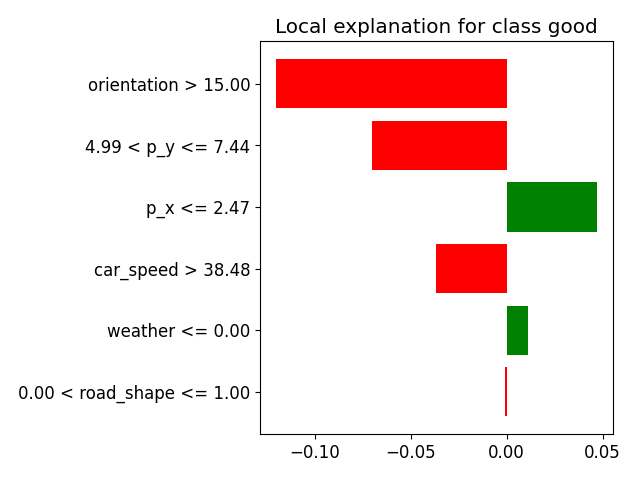 Local explanation for class good
orientation > 15.00
4.99 < p_y <= 7.44
p_x <= 2.47
car_speed > 38.48
weather <= 0.00
0.00 < road_shape <= 1.00
−0.10 −0.05 0.00 0.05